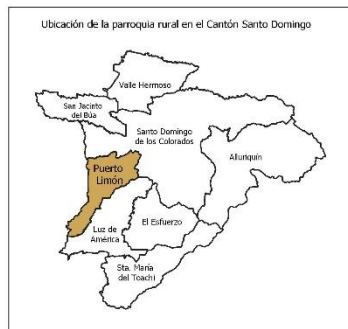 Ubicación de la parroquia rural en el Cantón Santo Domingo
Valle Hermoso
San Jacinto
del Búa
Santo Domingo
de los Colorados
Alluriquín
Puerto
Limón
El Esfuerzo
Luz de
América
Sta. María
del Toachi